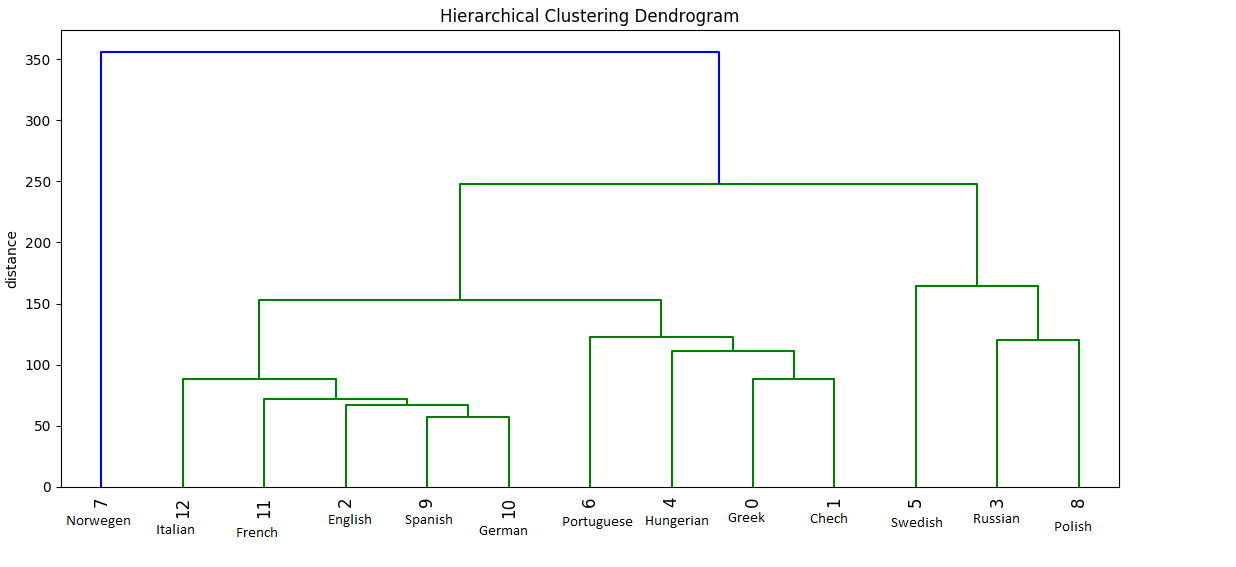 Hierarchical Clustering Dendrogram
350
300
250
200
150
100
50
0
distance
7 12 11 2 9 10 6 4 0 1 5 3 8
Norwegen Italian French English Spanish German Portuguese Hungerian Greek Chech Swedish Russian Polish